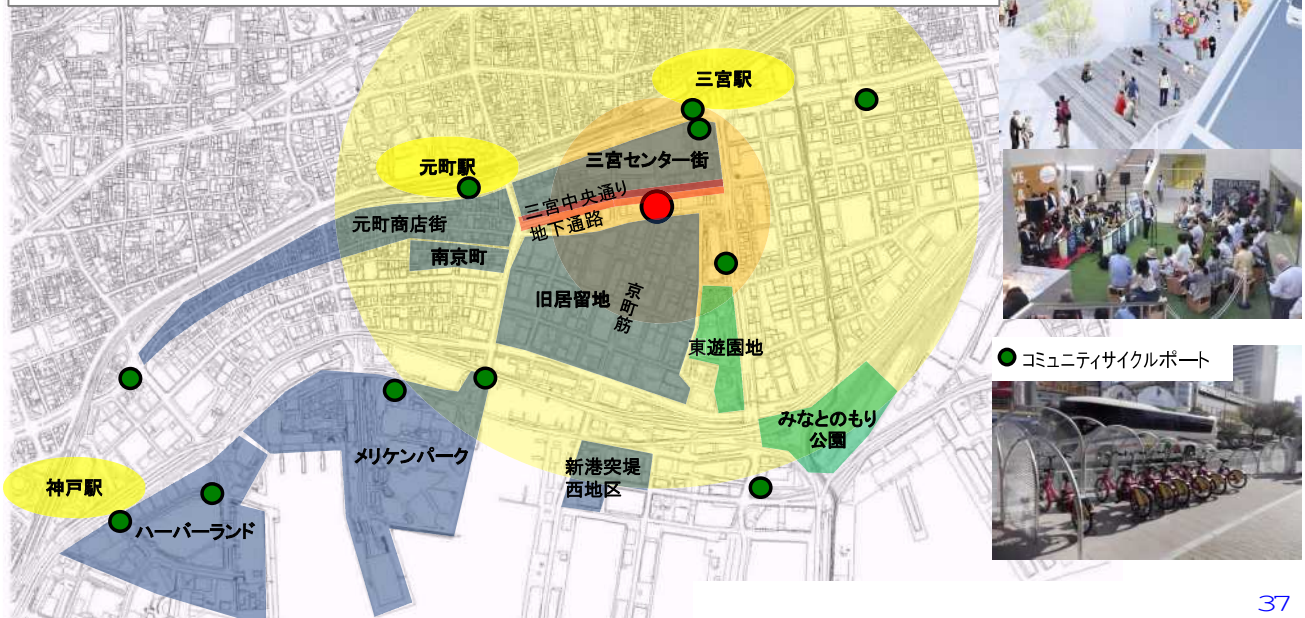 三宮駅
元町駅
三宮センター街
三宮中央通り
地下通路
元町商店街
南京町
旧居留地
京町筋
東遊園地
コミュニティサイクルポート
みなとのもり
公園
メリケンパーク
新港突堤
西地区
神戸駅
ハーバーランド
37